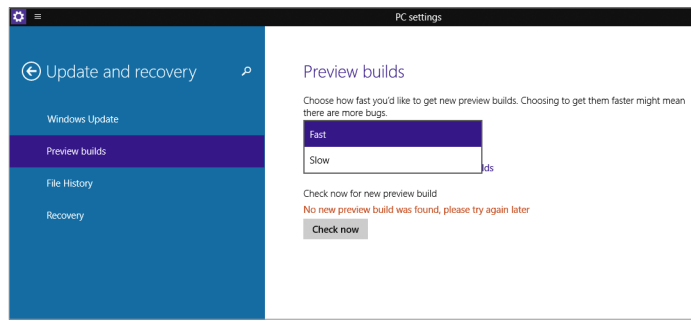 PC settings
Update and recovery
Windows Update
Preview builds
File History
Recovery
Preview builds
Choose how fast you'd like to get new preview builds. Choosing to get them faster might mean
there are more bugs.
Fast
Slow
Check now for new preview build
No new preview build was found, please try again later
Check now